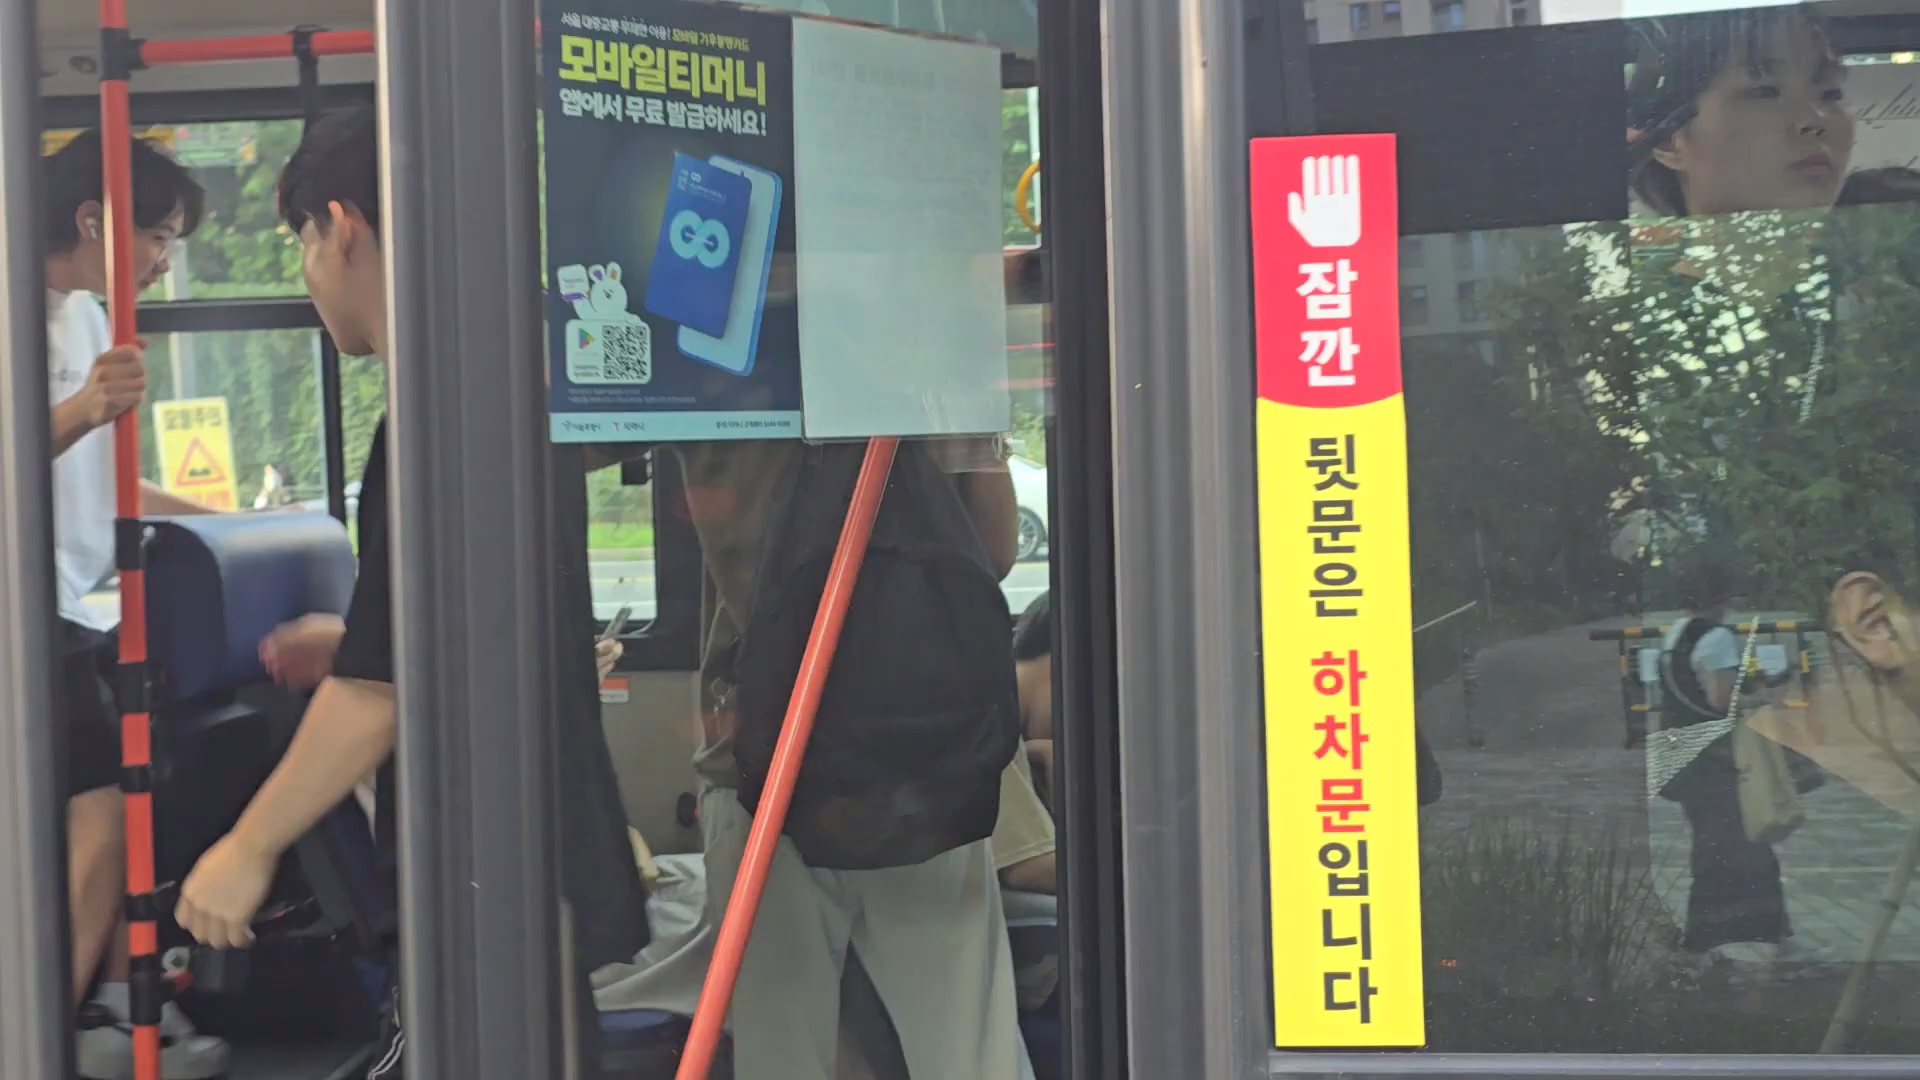 서울 대중교통 무제한 이용! 모바일 기후동행카드
모바일티머니
앱에서 무료 발급하세요!
잠깐
뒷문은 하차문입니다